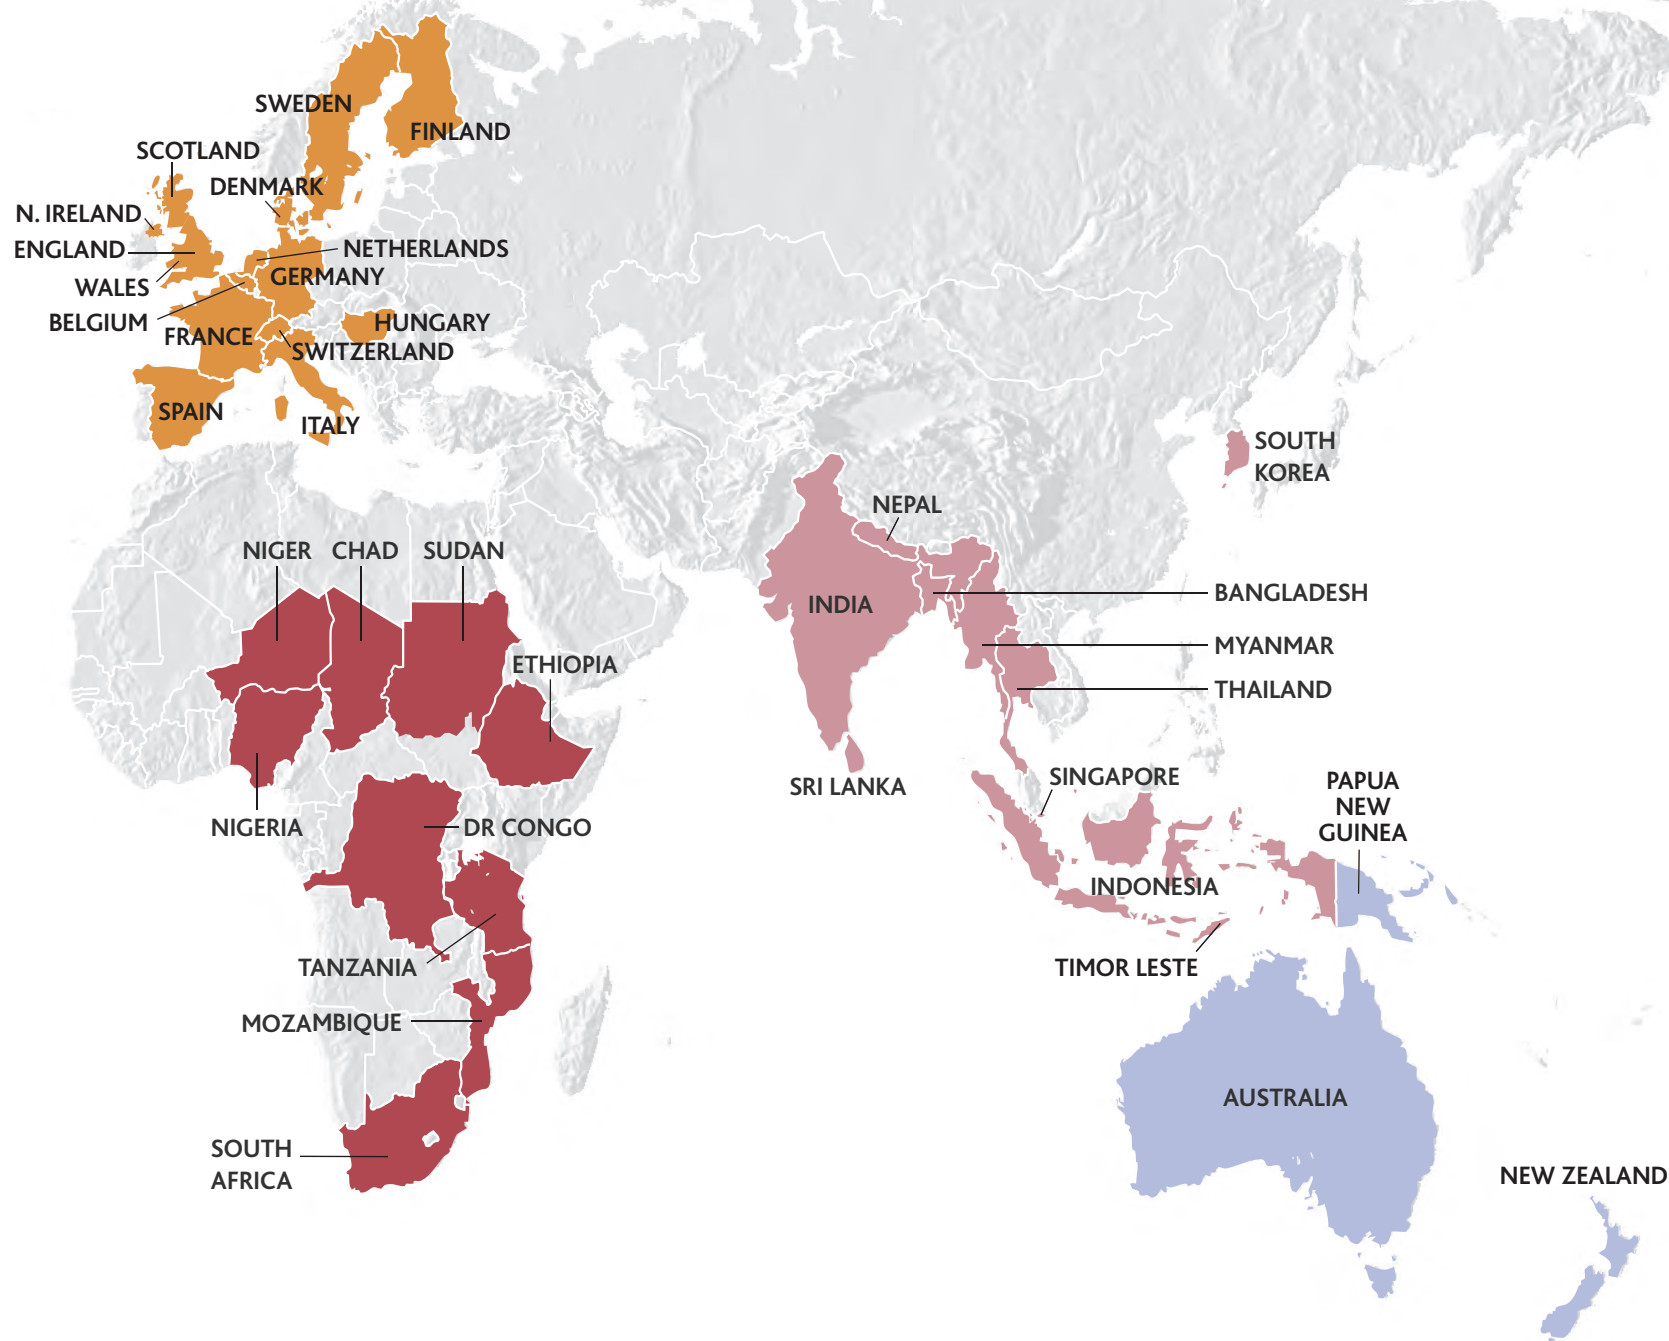 SWEDEN
FINLAND
SCOTLAND
DENMARK
N. IRELAND
ENGLAND
NETHERLANDS
GERMANY
WALES
BELGIUM
HUNGARY
FRANCE
SWITZERLAND
SPAIN
ITALY
SOUTH
KOREA
NEPAL
NIGER
CHAD
SUDAN
BANGLADESH
INDIA
MYANMAR
ETHIOPIA
THAILAND
SINGAPORE
SRI LANKA
PAPUA
NEW
GUINEA
NIGERIA
DR CONGO
INDONESIA
TANZANIA
TIMOR LESTE
MOZAMBIQUE
AUSTRALIA
SOUTH
AFRICA
NEW ZEALAND